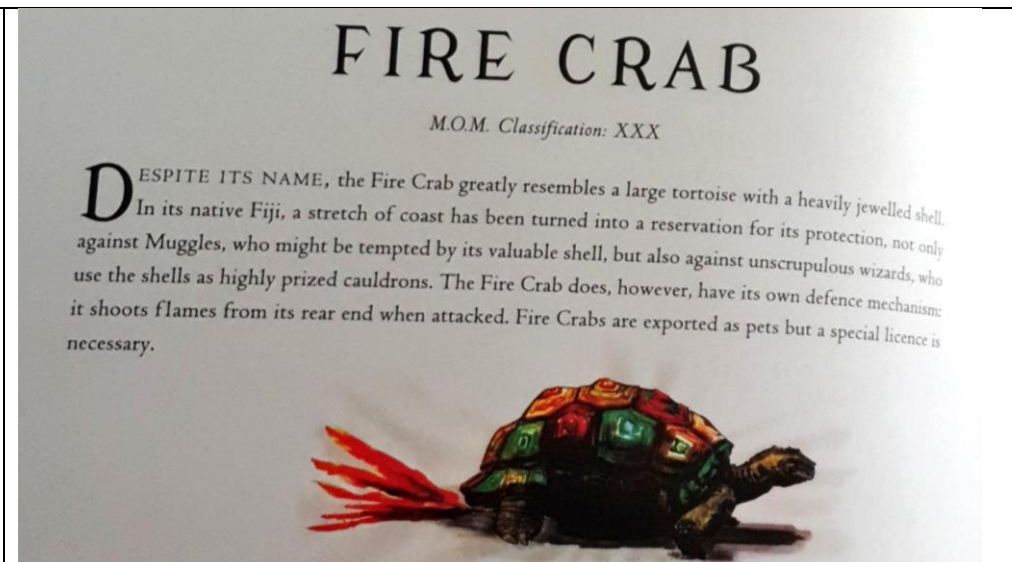 FIRE CRAB
M.O.M. Classification: XXX
DESPITE ITS NAME, the Fire Crab greatly resembles a large tortoise with a heavily jewelled shell.
In its native Fiji, a stretch of coast has been turned into a reservation for its protection, not only
against Muggles, who might be tempted by its valuable shell, but also against unscrupulous wizards, who
use the shells as highly prized cauldrons. The Fire Crab does, however, have its own defence mechanism:
it shoots flames from its rear end when attacked. Fire Crabs are exported as pets but a special licence is
necessary.